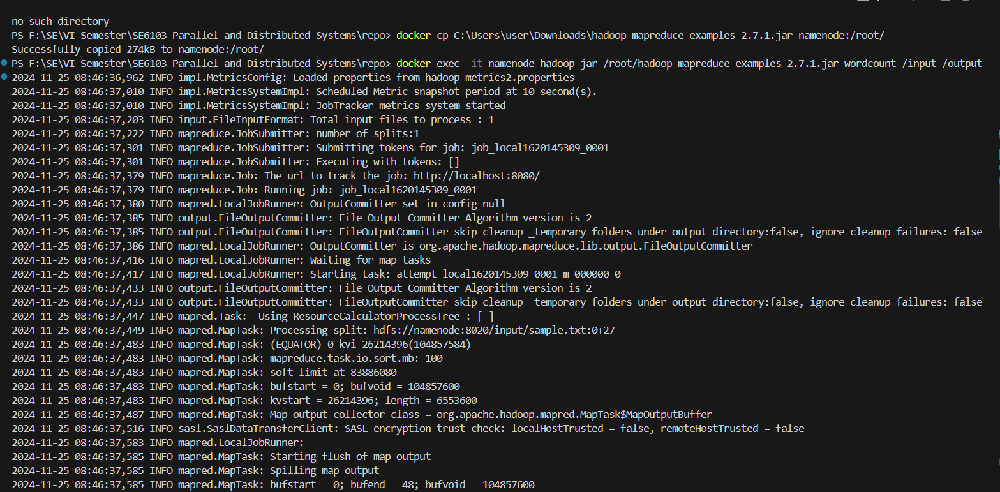 no such directory
PS F:\SE\VI Semester\SE6103 Parallel and Distributed Systems\repo> docker cp C:\Users\user\Downloads\hadoop-mapreduce-examples-2.7.1.jar namenode:/root/
Successfully copied 274kB to namenode:/root/
PS F:\SE\VI Semester\SE6103 Parallel and Distributed Systems\repo> docker exec -it namenode hadoop jar /root/hadoop-mapreduce-examples-2.7.1.jar wordcount /input /output
2024-11-25 08:46:36,962 INFO impl.MetricsConfig: Loaded properties from hadoop-metrics2.properties
2024-11-25 08:46:37,010 INFO impl.MetricsSystemImpl: Scheduled Metric snapshot period at 10 second(s).
2024-11-25 08:46:37,010 INFO impl.MetricsSystemImpl: JobTracker metrics system started
2024-11-25 08:46:37,203 INFO input.FileInputFormat: Total input files to process : 1
2024-11-25 08:46:37,222 INFO mapreduce.JobSubmitter: number of splits:1
2024-11-25 08:46:37,301 INFO mapreduce.JobSubmitter: Submitting tokens for job: job_local1620145309_0001
2024-11-25 08:46:37,301 INFO mapreduce.JobSubmitter: Executing with tokens: []
2024-11-25 08:46:37,379 INFO mapreduce.Job: The url to track the job: http://localhost:8080/
2024-11-25 08:46:37,379 INFO mapreduce.Job: Running job: job_local1620145309_0001
2024-11-25 08:46:37,380 INFO mapred.LocalJobRunner: OutputCommitter set in config null
2024-11-25 08:46:37,385 INFO output.FileOutputCommitter: File Output Committer Algorithm version is 2
2024-11-25 08:46:37,385 INFO output.FileOutputCommitter: FileOutputCommitter skip cleanup _temporary folders under output directory:false, ignore cleanup failures: false
2024-11-25 08:46:37,386 INFO mapred.LocalJobRunner: OutputCommitter is org.apache.hadoop.mapreduce.lib.output.FileOutputCommitter
2024-11-25 08:46:37,416 INFO mapred.LocalJobRunner: Waiting for map tasks
2024-11-25 08:46:37,417 INFO mapred.LocalJobRunner: Starting task: attempt_local1620145309_0001_m_000000_0
2024-11-25 08:46:37,433 INFO output.FileOutputCommitter: File Output Committer Algorithm version is 2
2024-11-25 08:46:37,433 INFO output.FileOutputCommitter: FileOutputCommitter skip cleanup _temporary folders under output directory:false, ignore cleanup failures: false
2024-11-25 08:46:37,447 INFO mapred.Task:  Using ResourceCalculatorProcessTree : [ ]
2024-11-25 08:46:37,449 INFO mapred.MapTask: Processing split: hdfs://namenode:8020/input/sample.txt:0+27
2024-11-25 08:46:37,483 INFO mapred.MapTask: (EQUATOR) 0 kvi 26214396(104857584)
2024-11-25 08:46:37,483 INFO mapred.MapTask: mapreduce.task.io.sort.mb: 100
2024-11-25 08:46:37,483 INFO mapred.MapTask: soft limit at 83886080
2024-11-25 08:46:37,483 INFO mapred.MapTask: bufstart = 0; bufvoid = 104857600
2024-11-25 08:46:37,483 INFO mapred.MapTask: kvstart = 26214396; length = 6553600
2024-11-25 08:46:37,487 INFO mapred.MapTask: Map output collector class = org.apache.hadoop.mapred.MapTask$MapOutputBuffer
2024-11-25 08:46:37,516 INFO sasl.SaslDataTransferClient: SASL encryption trust check: localHostTrusted = false, remoteHostTrusted = false
2024-11-25 08:46:37,583 INFO mapred.LocalJobRunner:
2024-11-25 08:46:37,585 INFO mapred.MapTask: Starting flush of map output
2024-11-25 08:46:37,585 INFO mapred.MapTask: Spilling map output
2024-11-25 08:46:37,585 INFO mapred.MapTask: bufstart = 0; bufend = 48; bufvoid = 104857600